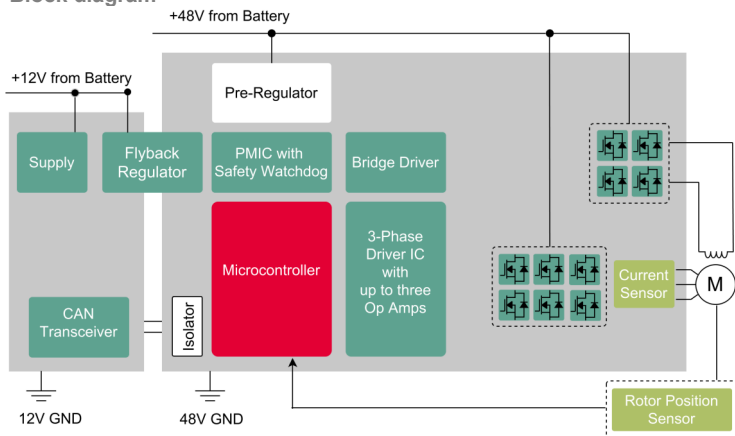 Block diagram
+48V from Battery
+12V from Battery
Pre-Regulator
Supply
Flyback
Regulator
PMIC with
Safety Watchdog
Bridge Driver
Microcontroller
3-Phase
Driver IC
with
up to three
Op Amps
Current
Sensor
M
CAN
Transceiver
Isolator
12V GND
48V GND
Rotor Position
Sensor